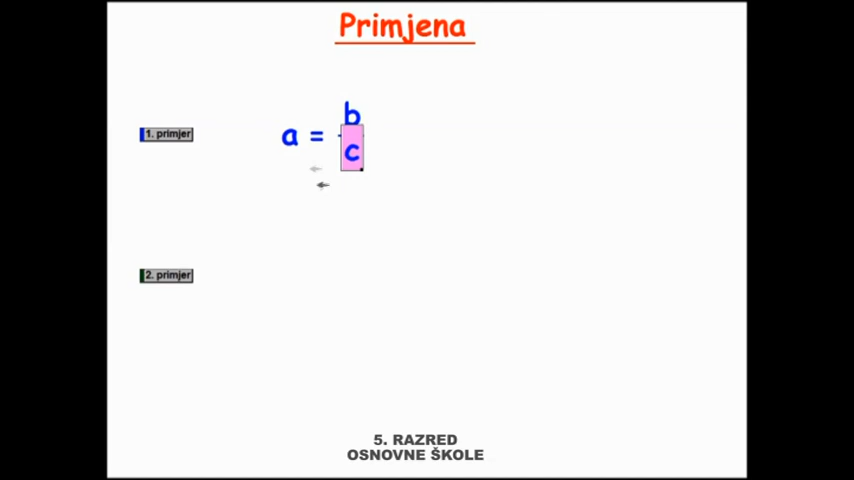 Primjena
1. primjer
b
a =
c
2. primjer
5. RAZRED
OSNOVNE ŠKOLE